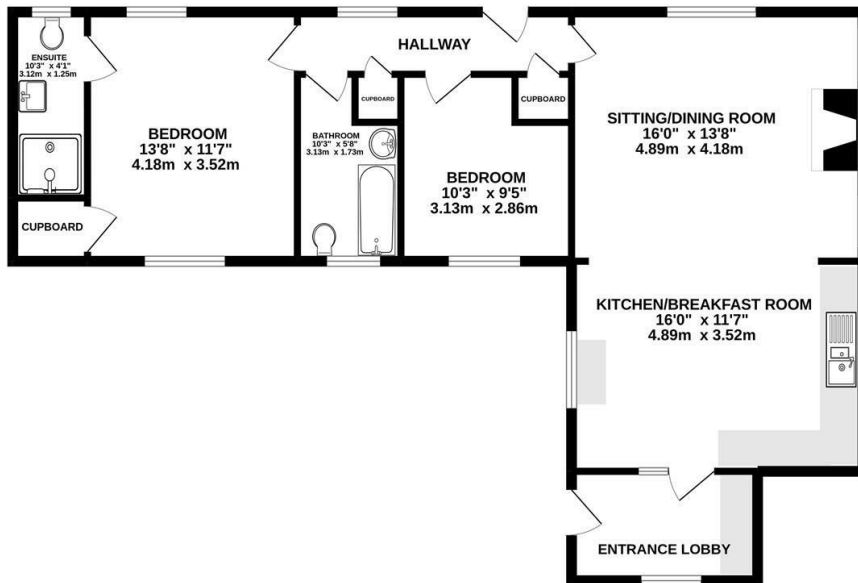 ENSUITE
10'3" x 4'1"
3.12m x 1.25m
BEDROOM
13'8" x 11'7"
4.18m x 3.52m
CUPBOARD
HALLWAY
CUPBOARD
CUPBOARD
BATHROOM
10'3" x 5'8"
3.13m x 1.73m
BEDROOM
10'3" x 9'5"
3.13m x 2.86m
SITTING/DINING ROOM
16'0" x 13'8"
4.89m x 4.18m
KITCHEN/BREAKFAST ROOM
16'0" x 11'7"
4.89m x 3.52m
ENTRANCE LOBBY